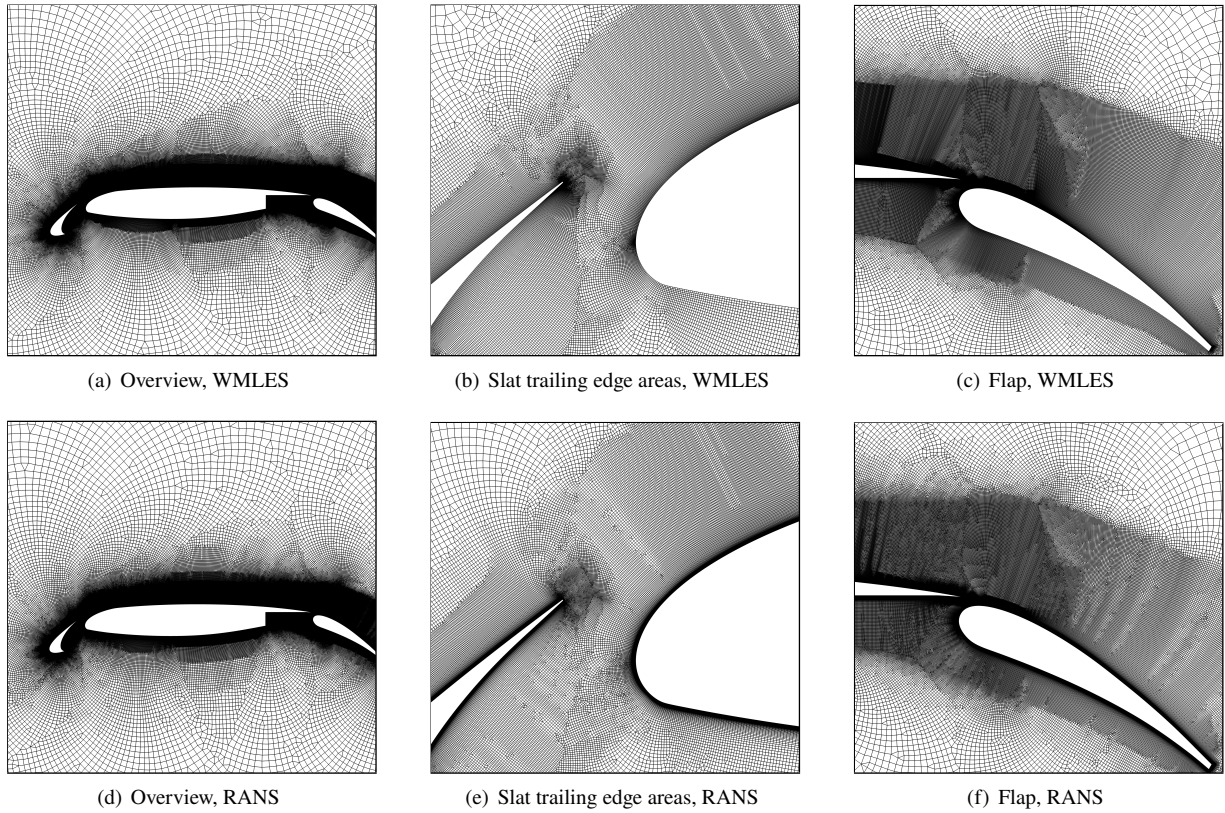 (a) Overview, WMLES
(b) Slat trailing edge areas, WMLES
(c) Flap, WMLES
(d) Overview, RANS
(e) Slat trailing edge areas, RANS
(f) Flap, RANS